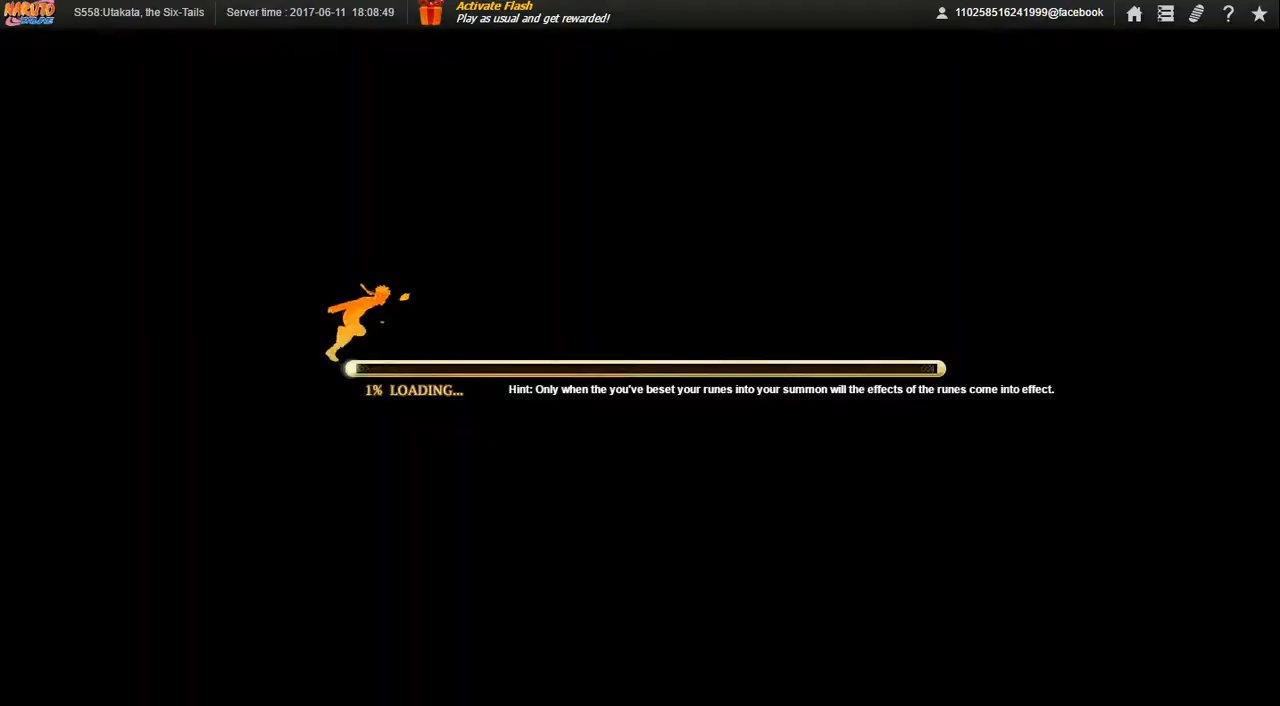 NARUTO
ONLINE
S558:Utakata, the Six-Tails
Server time : 2017-06-11 18:08:49
Activate Flash
Play as usual and get rewarded!
110258516241999@facebook
?
1% LOADING...
Hint: Only when the you've beset your runes into your summon will the effects of the runes come into effect.